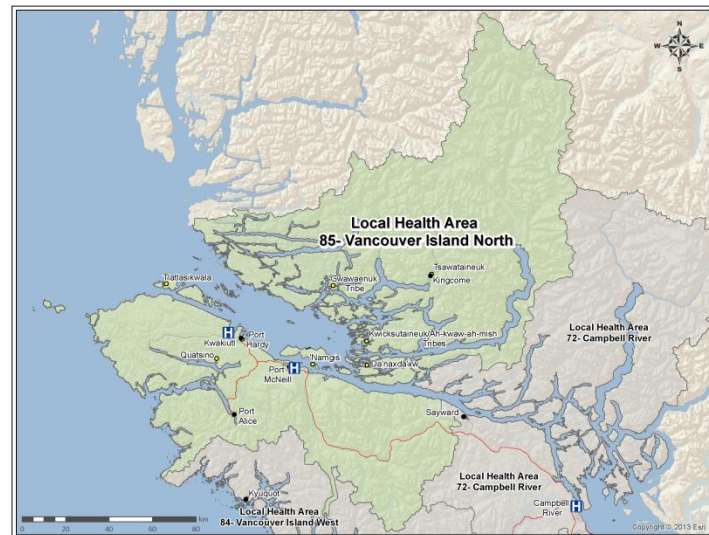 N
W E
S
Local Health Area
85- Vancouver Island North
Tsawataineuk
Kingcome
Gwawaenuk
Tribe
Tlatlasikwala
Kwicksutaineuk/Ah-kwaw-ah-mish
Tribes
Local Health Area
72- Campbell River
H
Port
Hardy
Kwakiutl
Quatsino
'Namgis
H
Port
McNeill
Da'naxda'xw
Port
Alice
Sayward
Local Health Area
72- Campbell River
Kyuquot
Local Health Area
84- Vancouver Island West
Campbell
River
H
0 20 40 60 80
km
Copyright © 2013 Esri